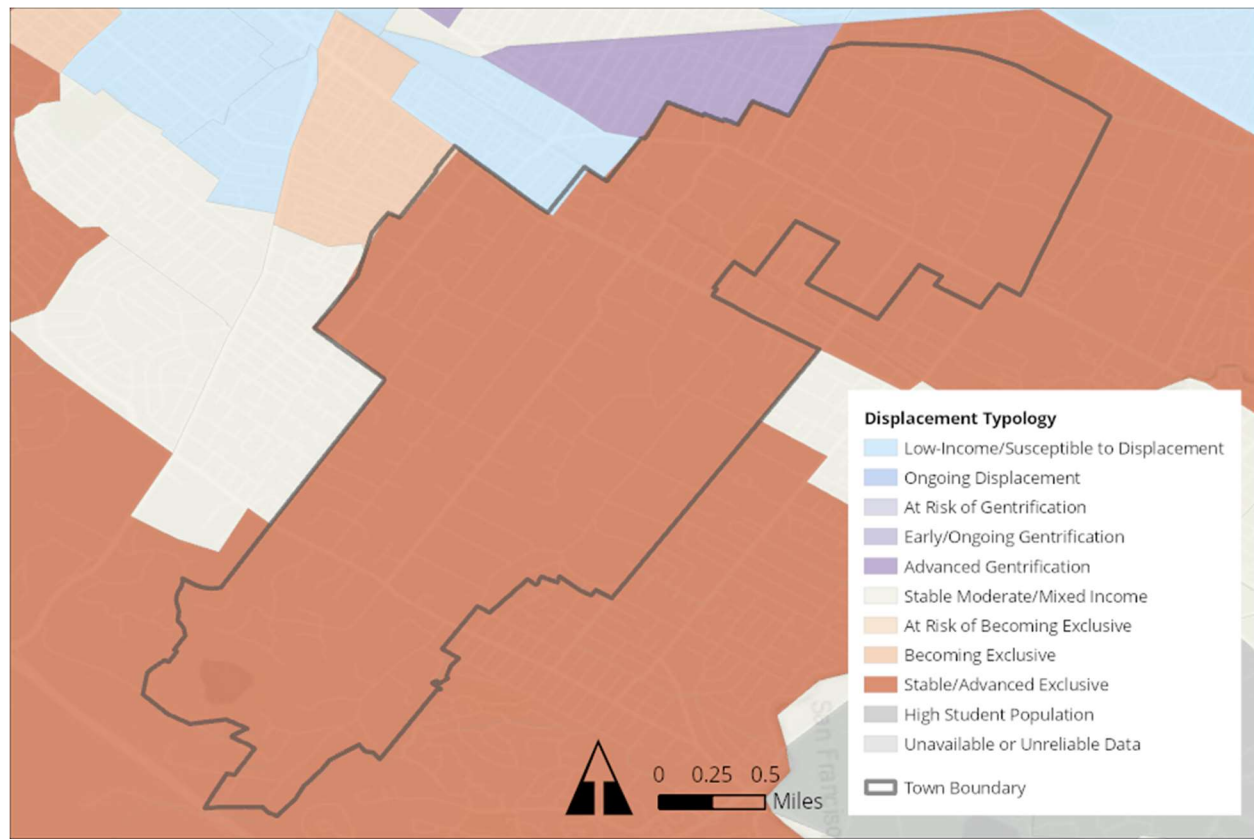 Displacement Typology
Low-Income/Susceptible to Displacement
Ongoing Displacement
At Risk of Gentrification
Early/Ongoing Gentrification
Advanced Gentrification
Stable Moderate/Mixed Income
At Risk of Becoming Exclusive
Becoming Exclusive
Stable/Advanced Exclusive
High Student Population
Unavailable or Unreliable Data
Town Boundary
San Francisc
0 0.25 0.5
Miles